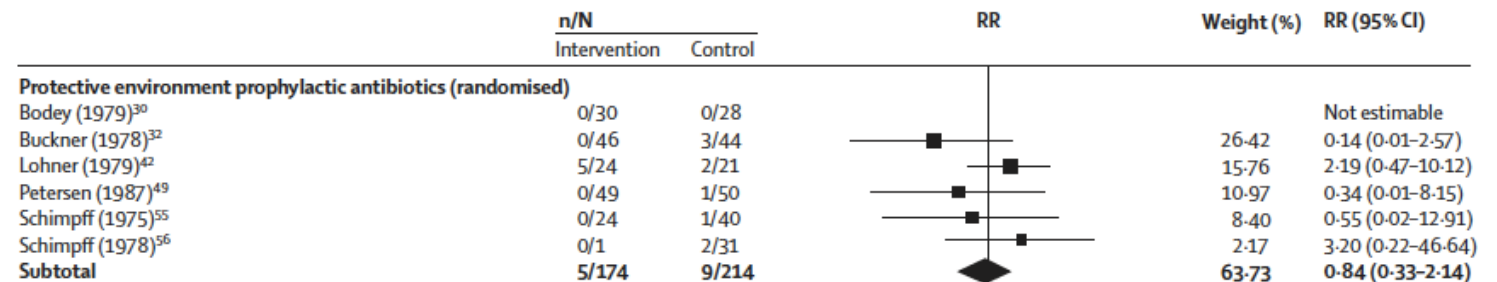 n/N RR Weight (%) RR (95% CI)
Intervention Control
Protective environment prophylactic antibiotics (randomised)
Bodey (1979)³⁰ 0/30 0/28 Not estimable
Buckner (1978)³² 0/46 3/44 26·42 0·14 (0·01–2·57)
Lohner (1979)⁴² 5/24 2/21 15·76 2·19 (0·47–10·12)
Petersen (1987)⁴⁹ 0/49 1/50 10·97 0·34 (0·01–8·15)
Schimpff (1975)⁵⁵ 0/24 1/40 8·40 0·55 (0·02–12·91)
Schimpff (1978)⁵⁶ 0/1 2/31 2·17 3·20 (0·22–46·64)
Subtotal 5/174 9/214 63·73 0·84 (0·33–2·14)